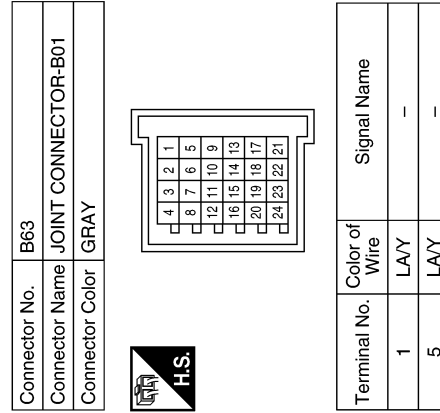 Connector No. B63
Connector Name JOINT CONNECTOR-B01
Connector Color GRAY
H.S.
4 3 2 1
8 7 6 5
12 11 10 9
16 15 14 13
20 19 18 17
24 23 22 21
Terminal No. Color of Wire Signal Name
1 LA/Y –
5 LA/Y –